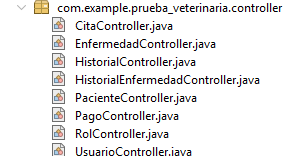 com.example.prueba_veterinaria.controller
CitaController.java
EnfermedadController.java
HistorialController.java
HistorialEnfermedadController.java
PacienteController.java
PagoController.java
RolController.java
UsuarioController.java